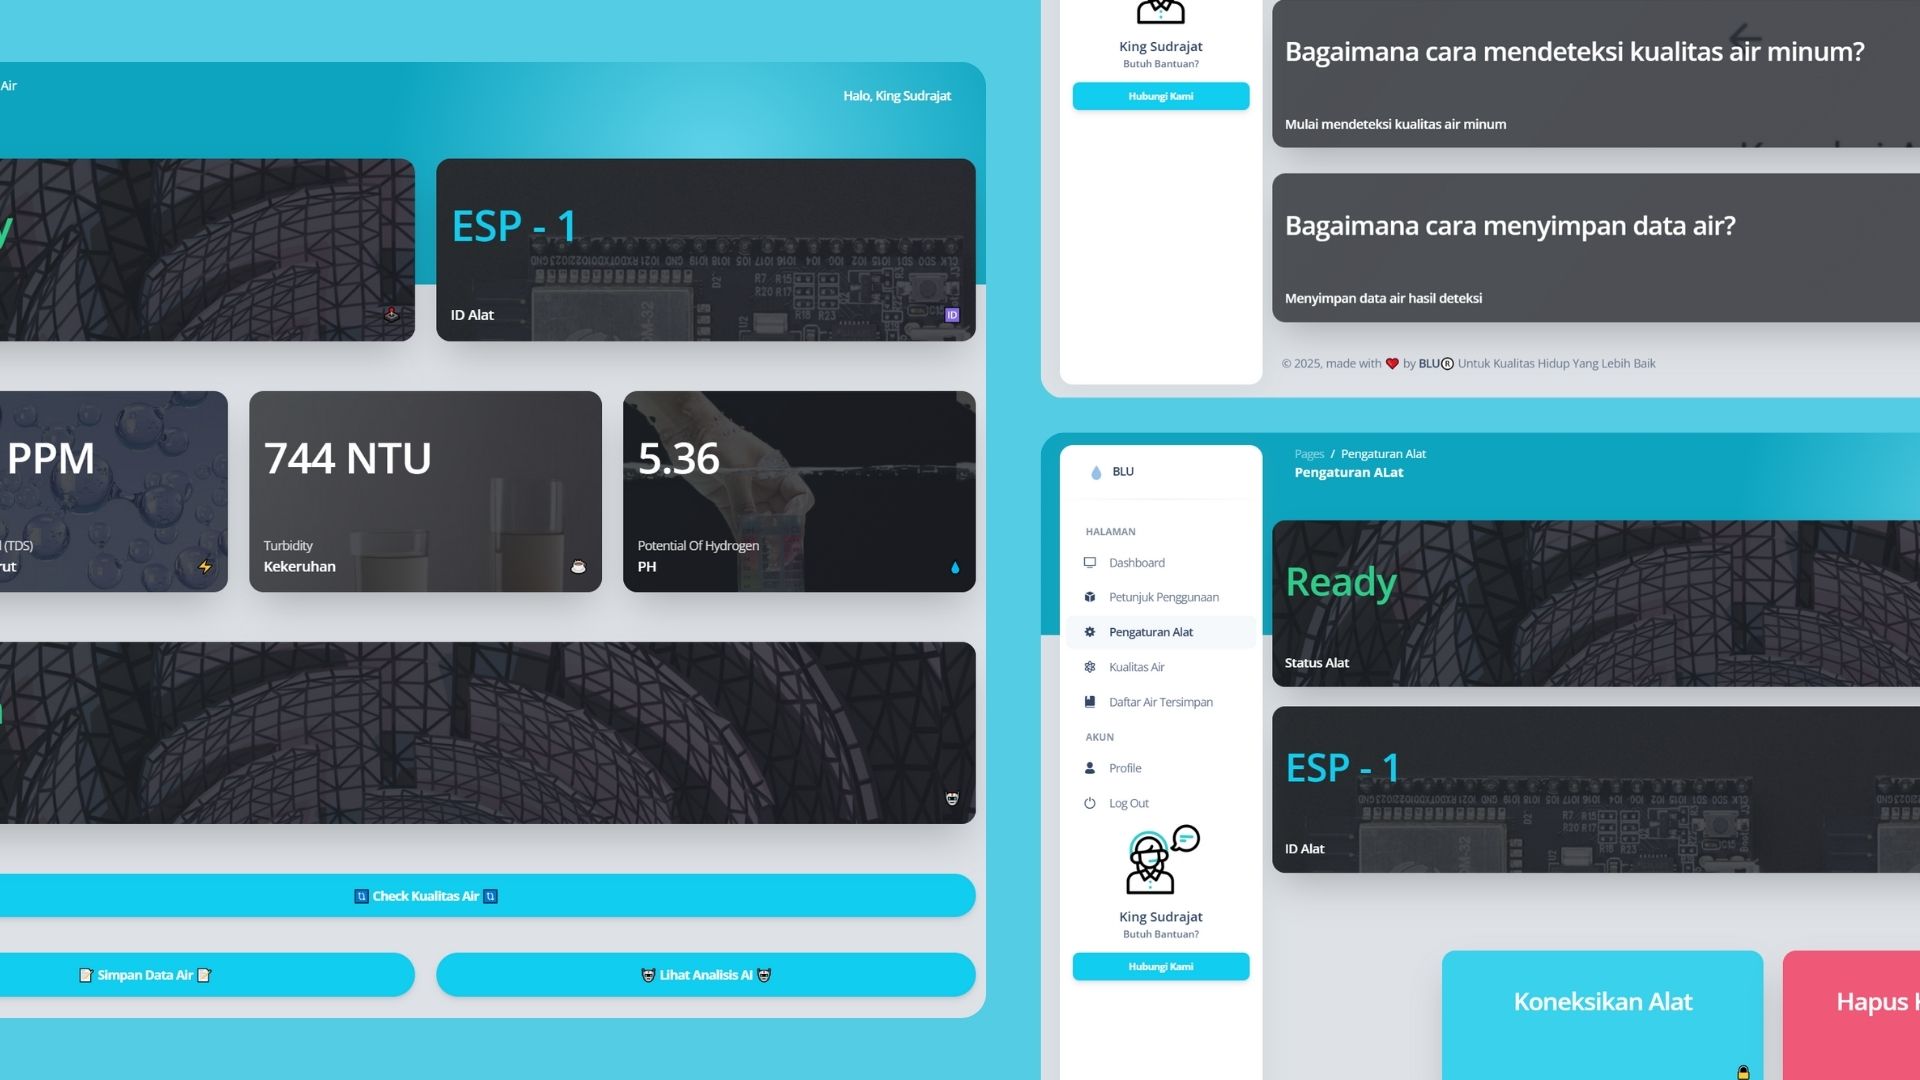 Air
Halo, King Sudrajat
y
ESP - 1
ID Alat
ID
PPM
l (TDS)
rut
744 NTU
Turbidity
Kekeruhan
5.36
Potential Of Hydrogen
PH
Check Kualitas Air
Simpan Data Air
Lihat Analisis AI
King Sudrajat
Butuh Bantuan?
Hubungi Kami
Bagaimana cara mendeteksi kualitas air minum?
Mulai mendeteksi kualitas air minum
Bagaimana cara menyimpan data air?
Menyimpan data air hasil deteksi
© 2025, made with ❤ by BLU® Untuk Kualitas Hidup Yang Lebih Baik
BLU
HALAMAN
Dashboard
Petunjuk Penggunaan
Pengaturan Alat
Kualitas Air
Daftar Air Tersimpan
AKUN
Profile
Log Out
King Sudrajat
Butuh Bantuan?
Hubungi Kami
Pages / Pengaturan Alat
Pengaturan ALat
Ready
Status Alat
ESP - 1
ID Alat
Koneksikan Alat
Hapus